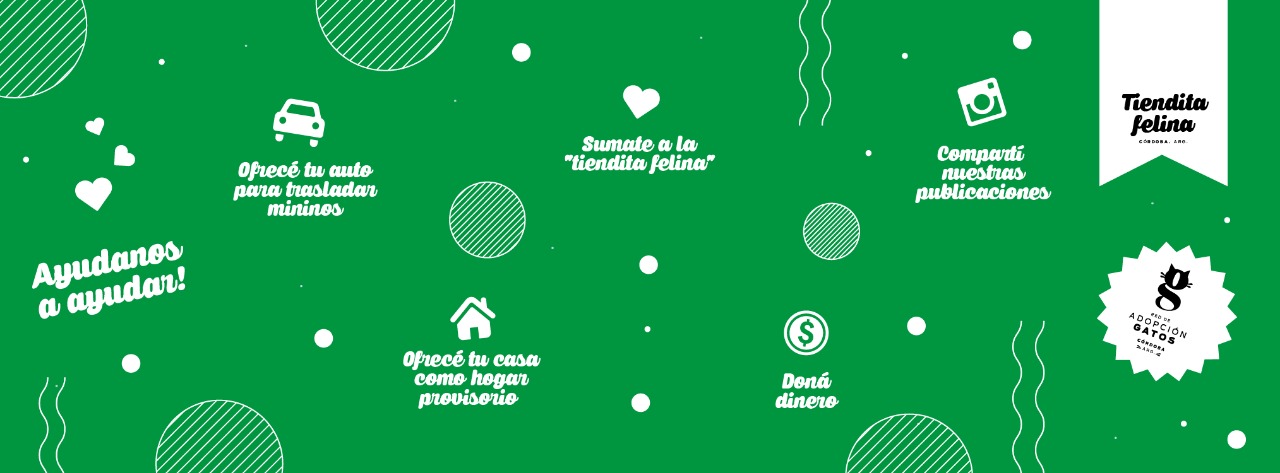 Ayudanos
a ayudar!
Ofrecé tu auto
para trasladar
mininos
Ofrecé tu casa
como hogar
provisorio
Sumate a la
"tiendita felina"
Doná
dinero
Compartí
nuestras
publicaciones
Tiendita
felina
CÓRDOBA. ARG.
RED DE
ADOPCIÓN
GATOS
CÓRDOBA
ARG.